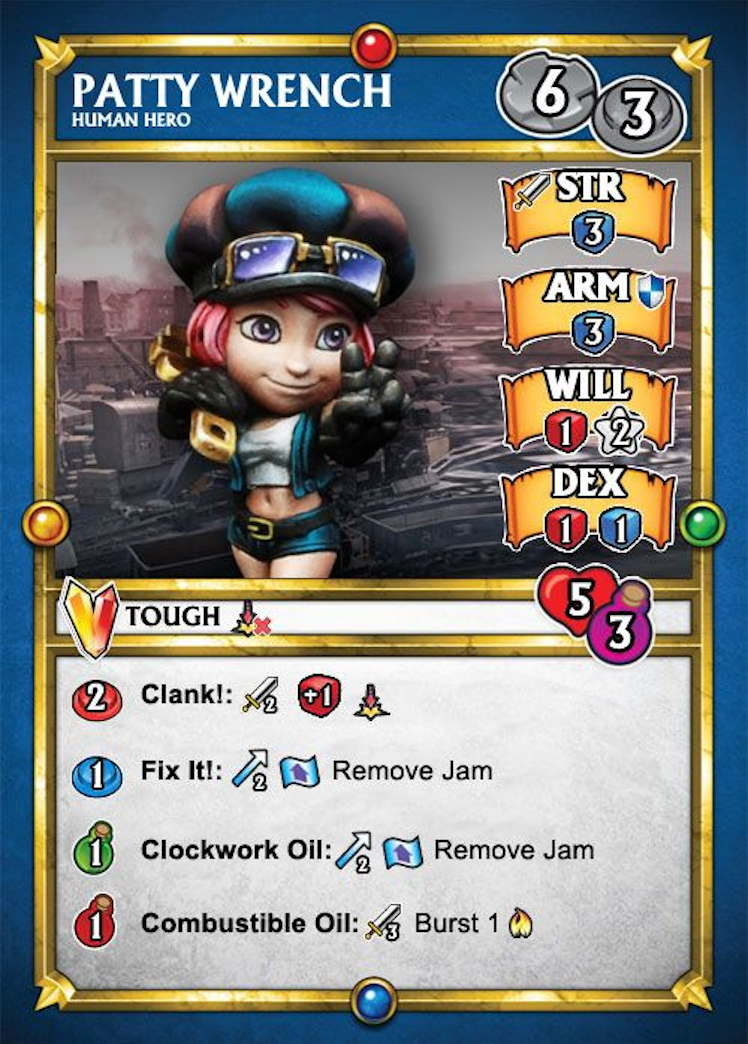 PATTY WRENCH
HUMAN HERO
6 3
STR
3
ARM
3
WILL
1 2
DEX
1 1
TOUGH
5 3
2 Clank!: 2 +1
1 Fix It!: 2 Remove Jam
1 Clockwork Oil: 2 Remove Jam
1 Combustible Oil: 3 Burst 1